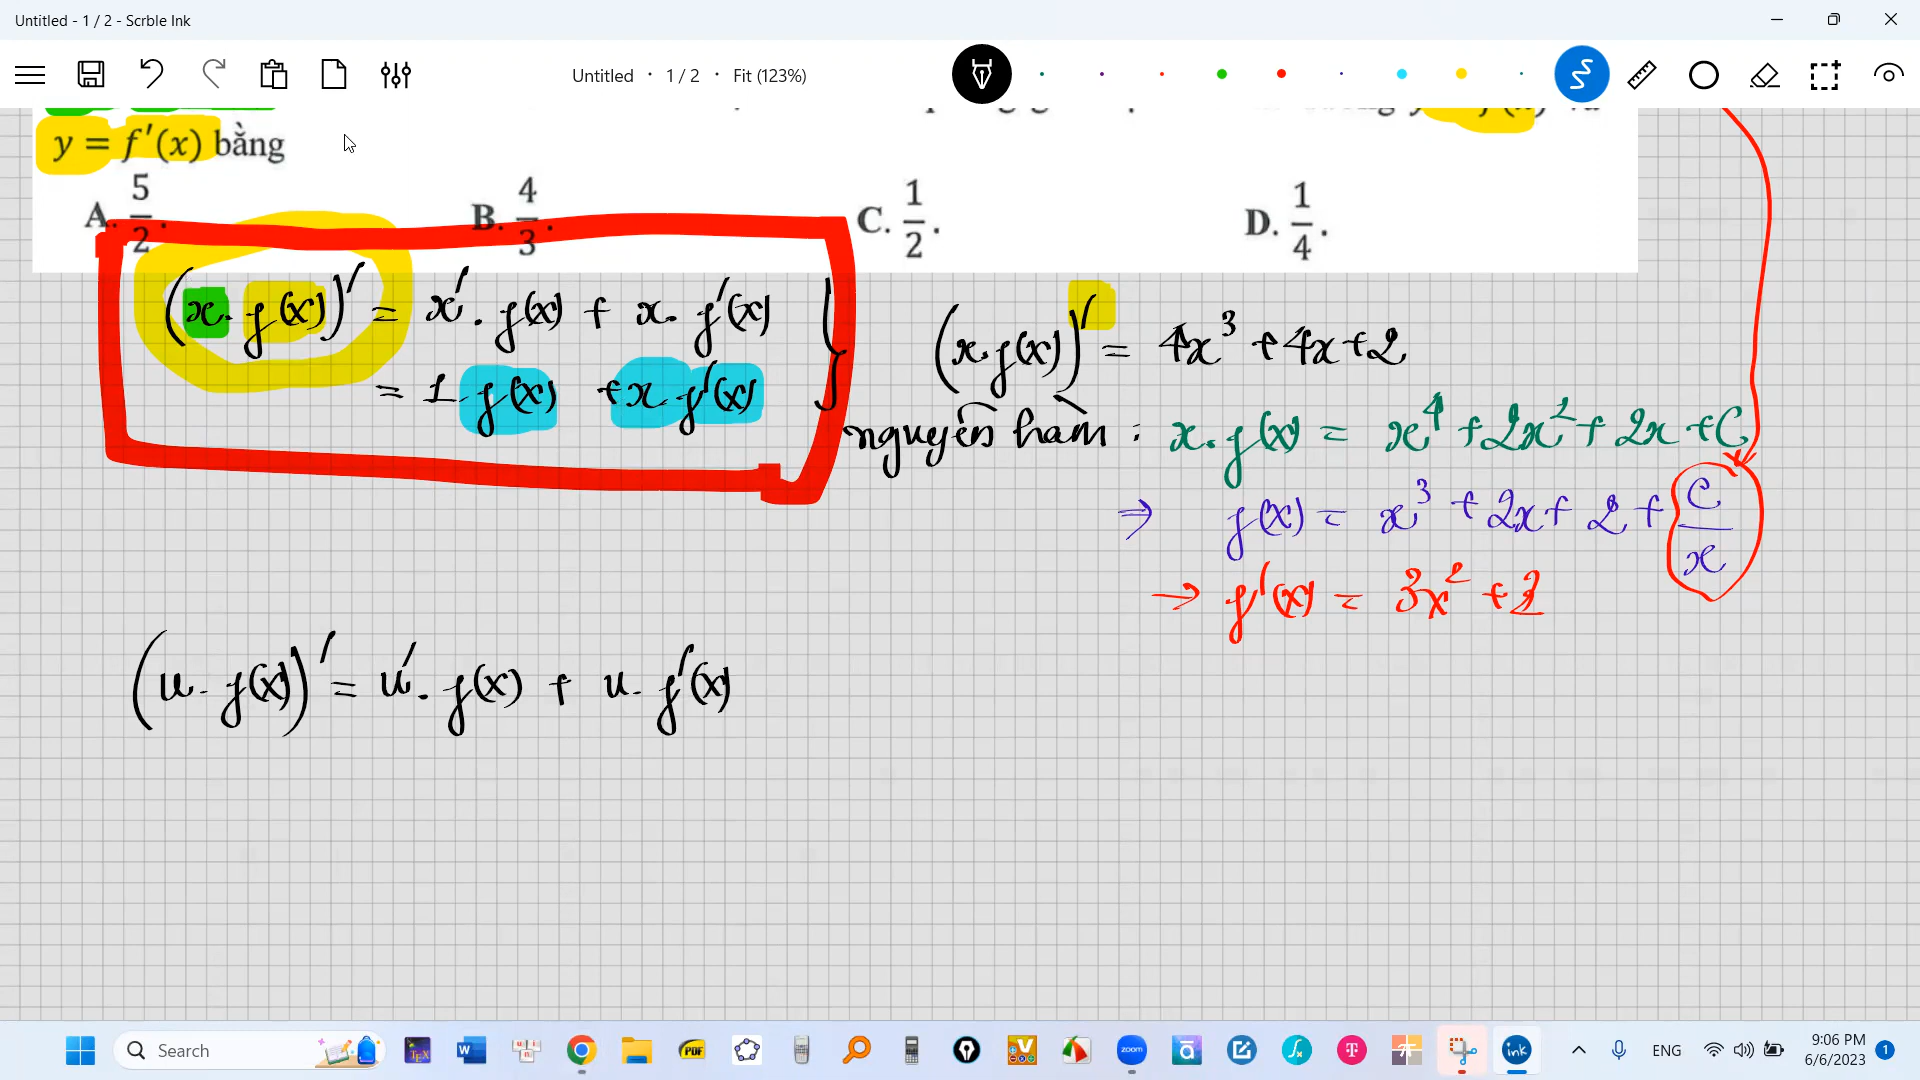 Untitled - 1 / 2 - Scrble Ink
Untitled · 1 / 2 · Fit (123%)
y = f'(x) bằng
A. 5/2. B. 4/3. C. 1/2. D. 1/4.
(x. f(x))' = x'. f(x) + x. f'(x)
= 1. f(x) + x f'(x)
(x. f(x))' = 4x³ + 4x + 2
nguyên hàm : x. f(x) = x⁴ + 2x² + 2x + C
⇒ f(x) = x³ + 2x + 2 + C/x
→ f'(x) = 3x² + 2
(u. f(x))' = u'. f(x) + u. f'(x)
Search
ENG
9:06 PM
6/6/2023
1